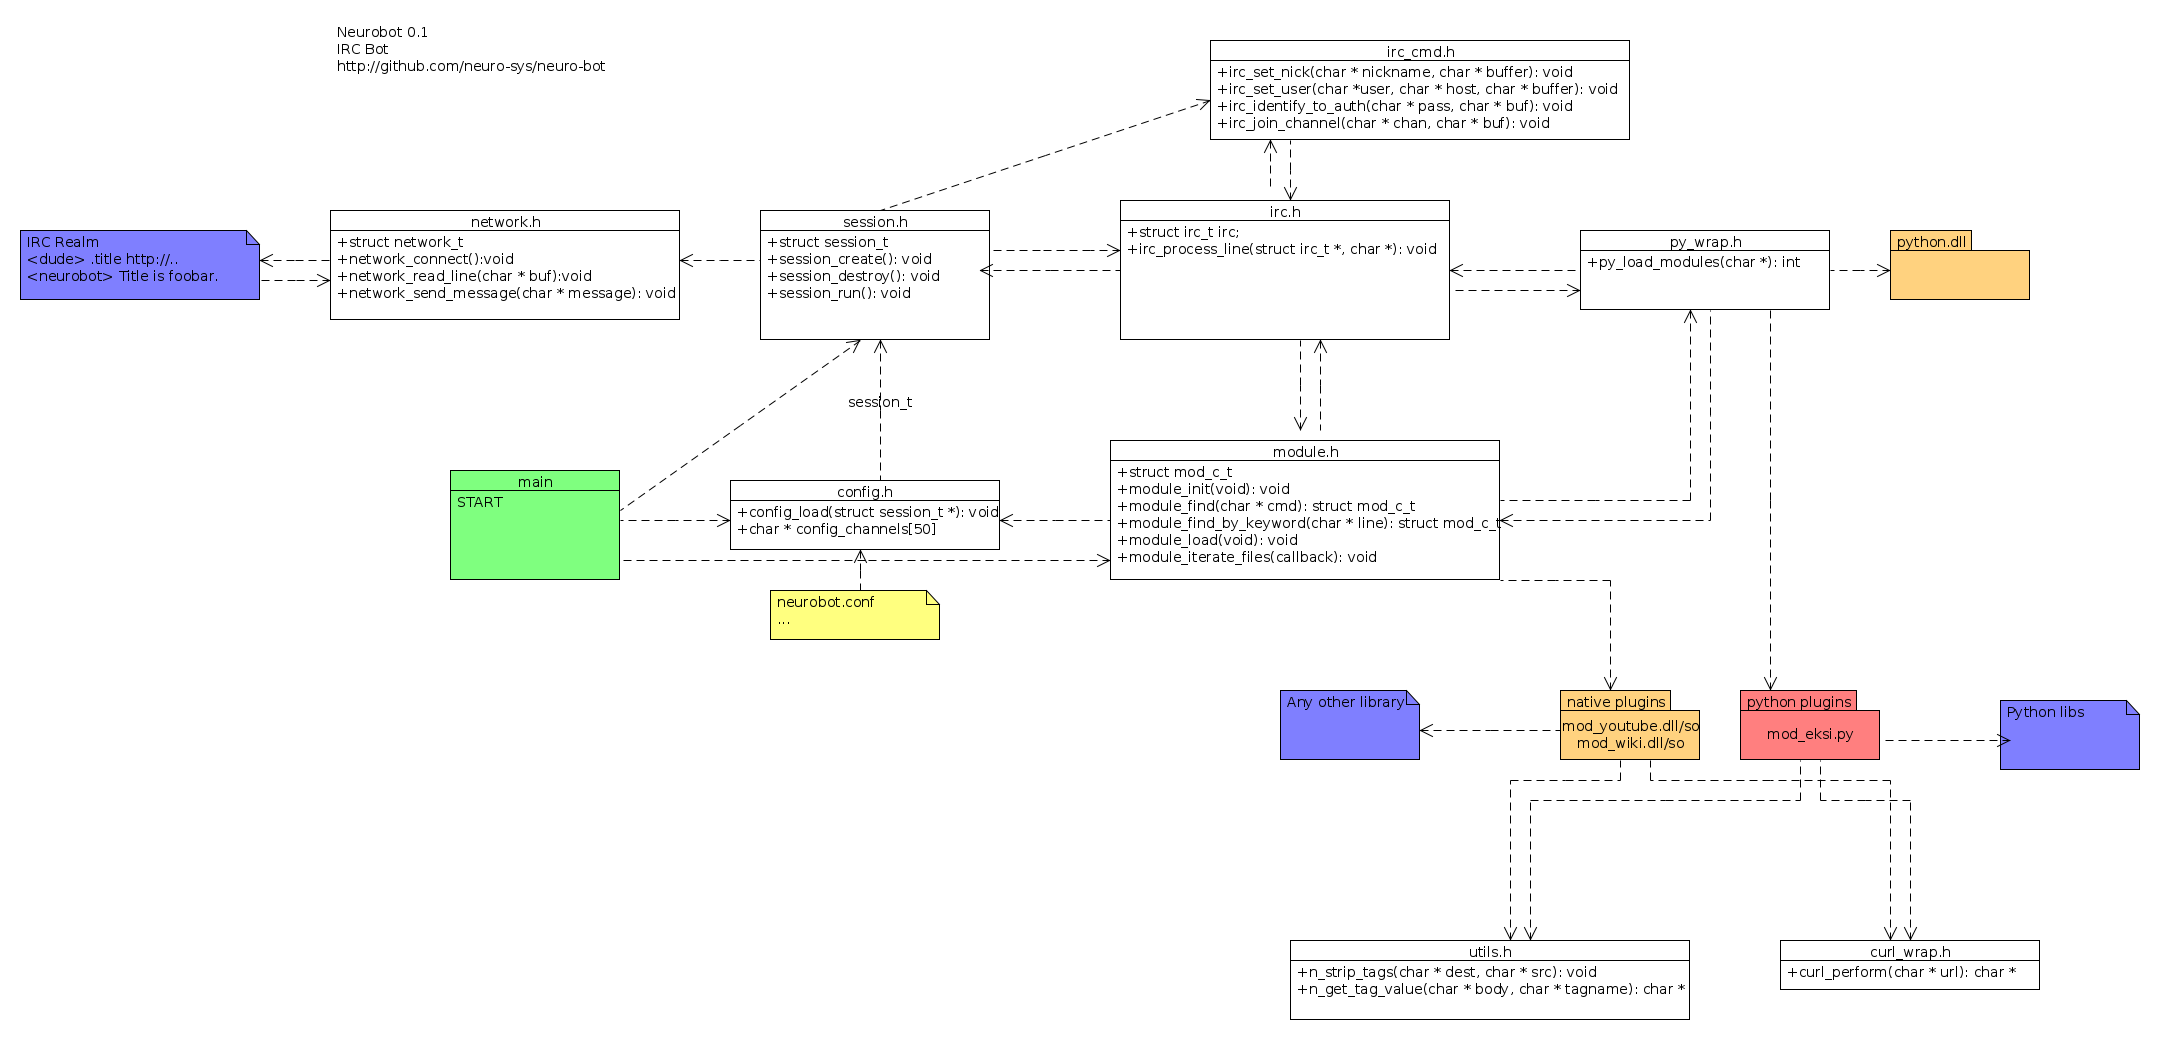 Neurobot 0.1
IRC Bot
http://github.com/neuro-sys/neuro-bot
irc_cmd.h
+irc_set_nick(char * nickname, char * buffer): void
+irc_set_user(char *user, char * host, char * buffer): void
+irc_identify_to_auth(char * pass, char * buf): void
+irc_join_channel(char * chan, char * buf): void
IRC Realm
<dude> .title http://..
<neurobot> Title is foobar.
network.h
+struct network_t
+network_connect():void
+network_read_line(char * buf):void
+network_send_message(char * message): void
session.h
+struct session_t
+session_create(): void
+session_destroy(): void
+session_run(): void
irc.h
+struct irc_t irc;
+irc_process_line(struct irc_t *, char *): void
py_wrap.h
+py_load_modules(char *): int
python.dll
session_t
main
START
config.h
+config_load(struct session_t *): void
+char * config_channels[50]
module.h
+struct mod_c_t
+module_init(void): void
+module_find(char * cmd): struct mod_c_t
+module_find_by_keyword(char * line): struct mod_c_t
+module_load(void): void
+module_iterate_files(callback): void
neurobot.conf
...
Any other library
native plugins
mod_youtube.dll/so
mod_wiki.dll/so
python plugins
mod_eksi.py
Python libs
utils.h
+n_strip_tags(char * dest, char * src): void
+n_get_tag_value(char * body, char * tagname): char *
curl_wrap.h
+curl_perform(char * url): char *